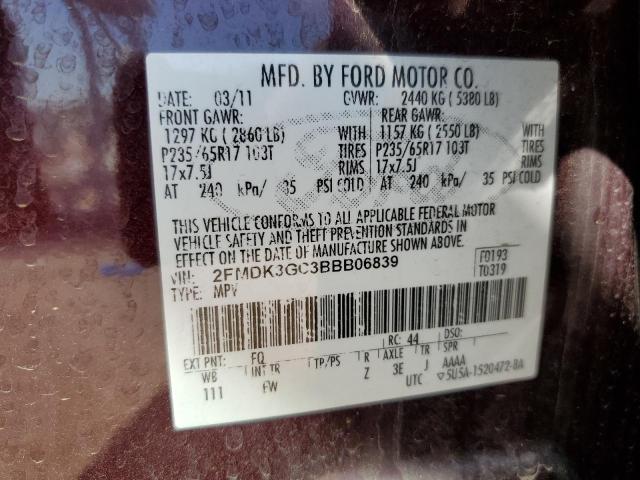 MFD. BY FORD MOTOR CO.
DATE: 03/11 GVWR: 2440 KG ( 5380 LB)
FRONT GAWR: REAR GAWR:
1297 KG ( 2860 LB) WITH 1157 KG ( 2550 LB) WITH
P235/65R17 103T TIRES P235/65R17 103T TIRES
17x7.5J RIMS 17x7.5J RIMS
AT 240 kPa/ 35 PSI COLD AT 240 kPa/ 35 PSI COLD
THIS VEHICLE CONFORMS TO ALL APPLICABLE FEDERAL MOTOR
VEHICLE SAFETY AND THEFT PREVENTION STANDARDS IN
EFFECT ON THE DATE OF MANUFACTURE SHOWN ABOVE.
VIN: 2FMDK3GC3BBB06839 F0193
TYPE: MPV T0319
EXT PNT: FQ RC: 44 DSO:
WB INT TR TP/PS R AXLE TR SPR
111 FW Z 3E J AAAA
UTC ▽5U5A-1520472-BA